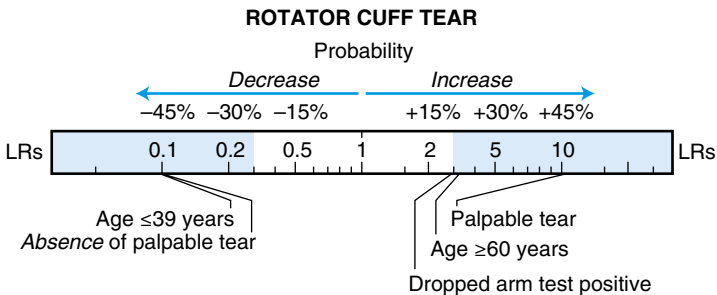 ROTATOR CUFF TEAR
Probability
Decrease Increase
–45% –30% –15% +15% +30% +45%
LRs 0.1 0.2 0.5 1 2 5 10 LRs
Age ≤39 years
Absence of palpable tear
Palpable tear
Age ≥60 years
Dropped arm test positive